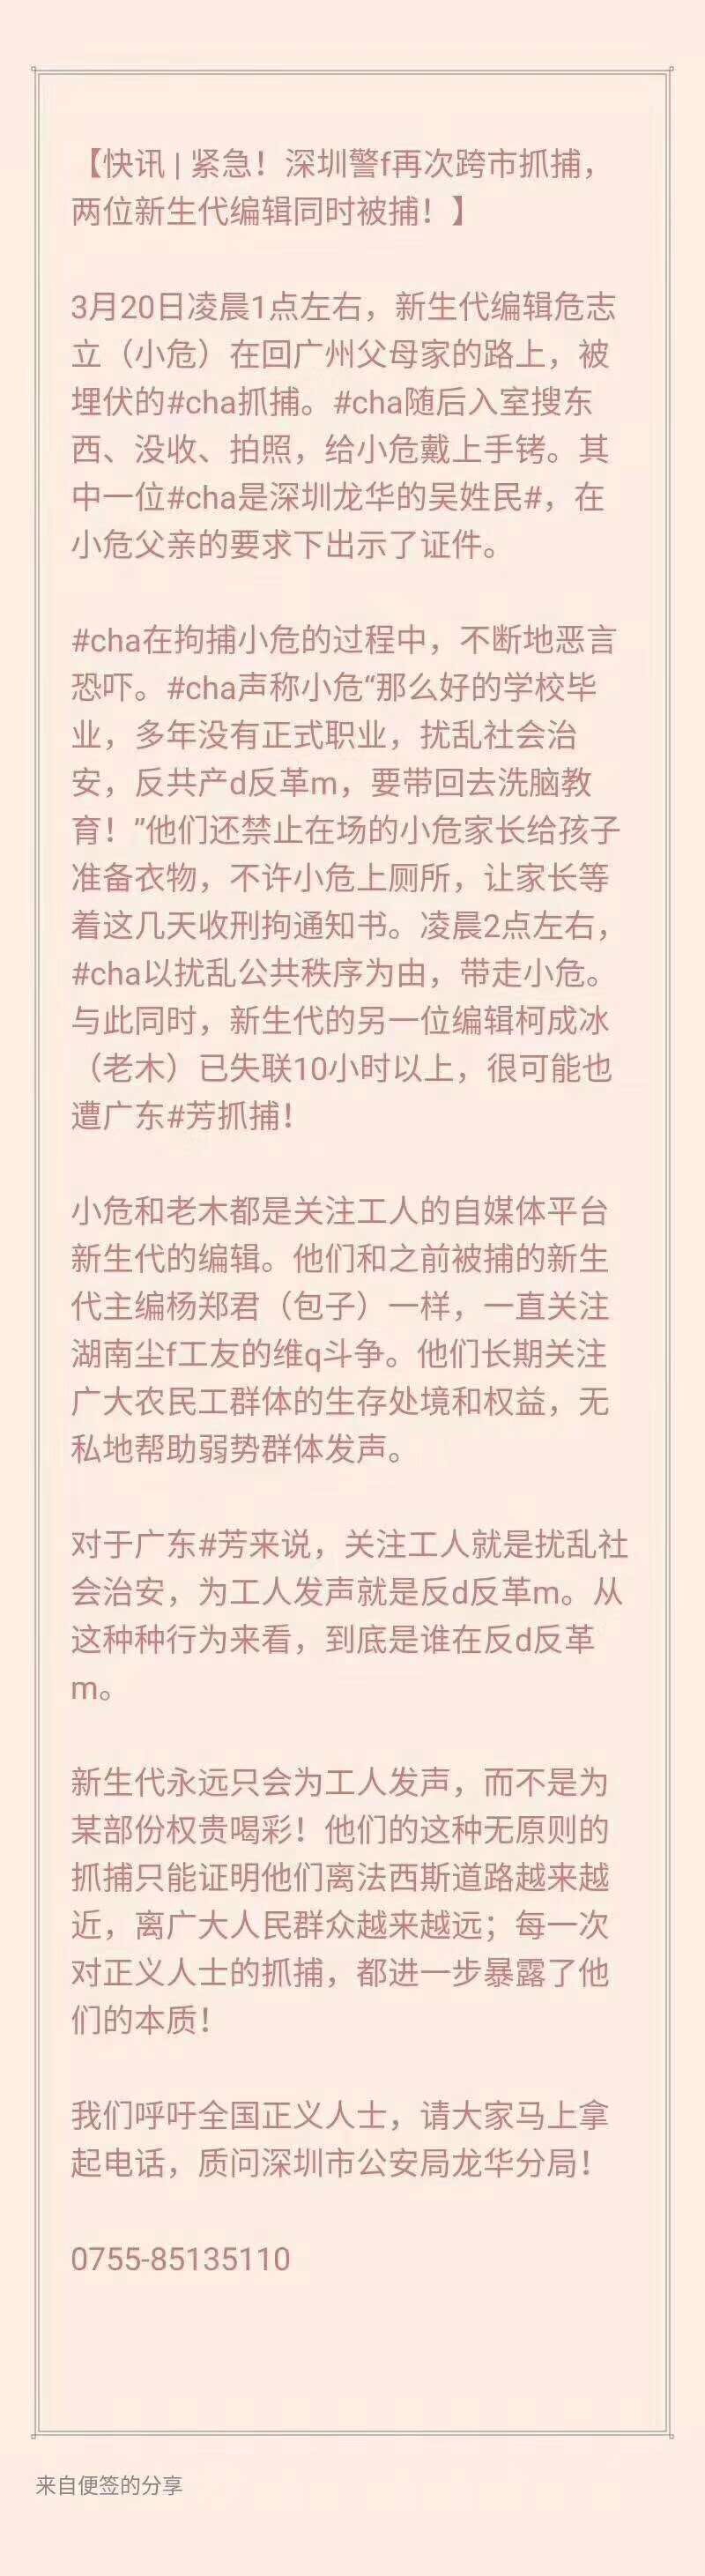 【快讯 | 紧急！深圳警f再次跨市抓捕，
两位新生代编辑同时被捕！】
3月20日凌晨1点左右，新生代编辑危志
立（小危）在回广州父母家的路上，被
埋伏的#cha抓捕。#cha随后入室搜东
西、没收、拍照，给小危戴上手铐。其
中一位#cha是深圳龙华的吴姓民#，在
小危父亲的要求下出示了证件。
#cha在拘捕小危的过程中，不断地恶言
恐吓。#cha声称小危“那么好的学校毕
业，多年没有正式职业，扰乱社会治
安，反共产d反革m，要带回去洗脑教
育！”他们还禁止在场的小危家长给孩子
准备衣物，不许小危上厕所，让家长等
着这几天收刑拘通知书。凌晨2点左右，
#cha以扰乱公共秩序为由，带走小危。
与此同时，新生代的另一位编辑柯成冰
（老木）已失联10小时以上，很可能也
遭广东#芳抓捕！
小危和老木都是关注工人的自媒体平台
新生代的编辑。他们和之前被捕的新生
代主编杨郑君（包子）一样，一直关注
湖南尘f工友的维q斗争。他们长期关注
广大农民工群体的生存处境和权益，无
私地帮助弱势群体发声。
对于广东#芳来说，关注工人就是扰乱社
会治安，为工人发声就是反d反革m。从
这种种行为来看，到底是谁在反d反革
m。
新生代永远只会为工人发声，而不是为
某部份权贵喝彩！他们的这种无原则的
抓捕只能证明他们离法西斯道路越来越
近，离广大人民群众越来越远；每一次
对正义人士的抓捕，都进一步暴露了他
们的本质！
我们呼吁全国正义人士，请大家马上拿
起电话，质问深圳市公安局龙华分局！
0755-85135110
来自便签的分享